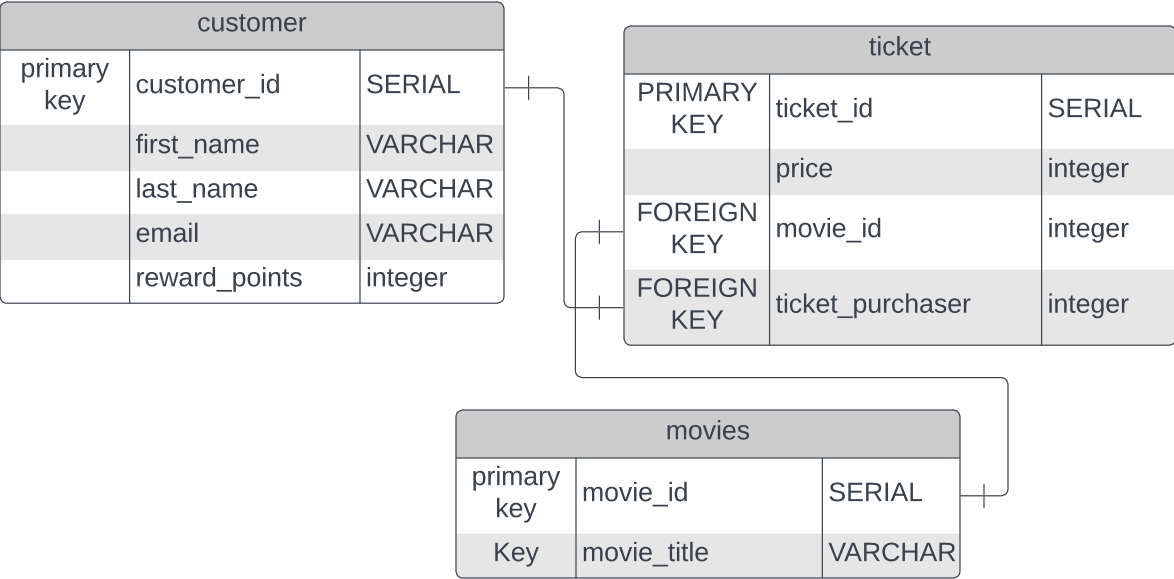 customer
primary
key
customer_id
SERIAL
first_name
VARCHAR
last_name
VARCHAR
email
VARCHAR
reward_points
integer
ticket
PRIMARY
KEY
ticket_id
SERIAL
price
integer
FOREIGN
KEY
movie_id
integer
FOREIGN
KEY
ticket_purchaser
integer
movies
primary
key
movie_id
SERIAL
Key
movie_title
VARCHAR